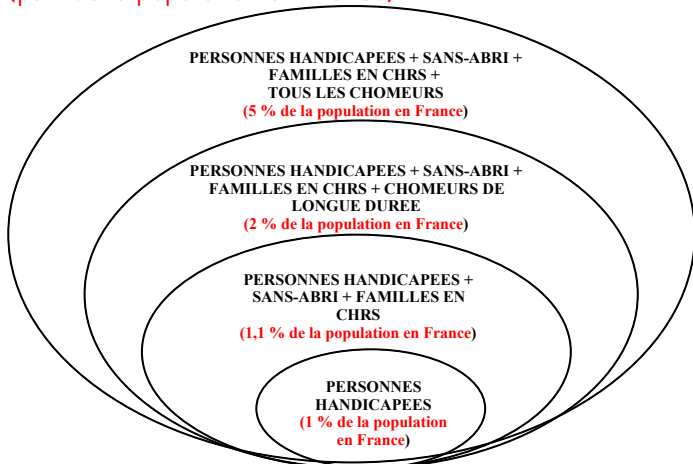 PERSONNES HANDICAPEES + SANS-ABRI +
FAMILLES EN CHRS +
TOUS LES CHOMEURS
(5 % de la population en France)
PERSONNES HANDICAPEES + SANS-ABRI +
FAMILLES EN CHRS + CHOMEURS DE
LONGUE DUREE
(2 % de la population en France)
PERSONNES HANDICAPEES +
SANS-ABRI + FAMILLES EN
CHRS
(1,1 % de la population en France)
PERSONNES
HANDICAPEES
(1 % de la population
en France)